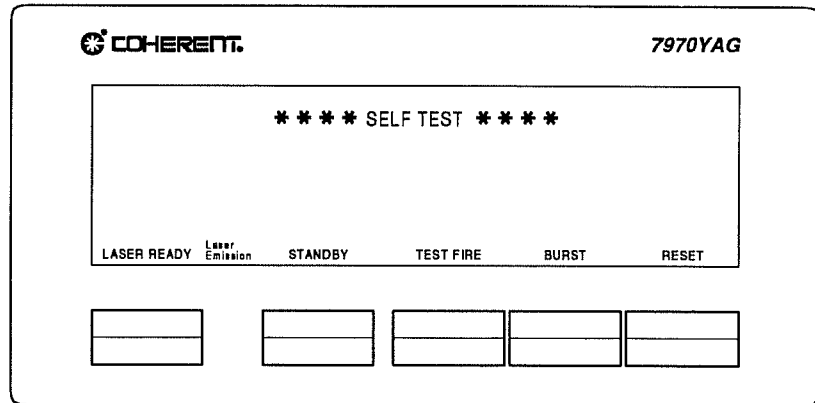 COHERENT. 7970YAG
**** SELF TEST ****
LASER READY Laser Emission STANDBY TEST FIRE BURST RESET